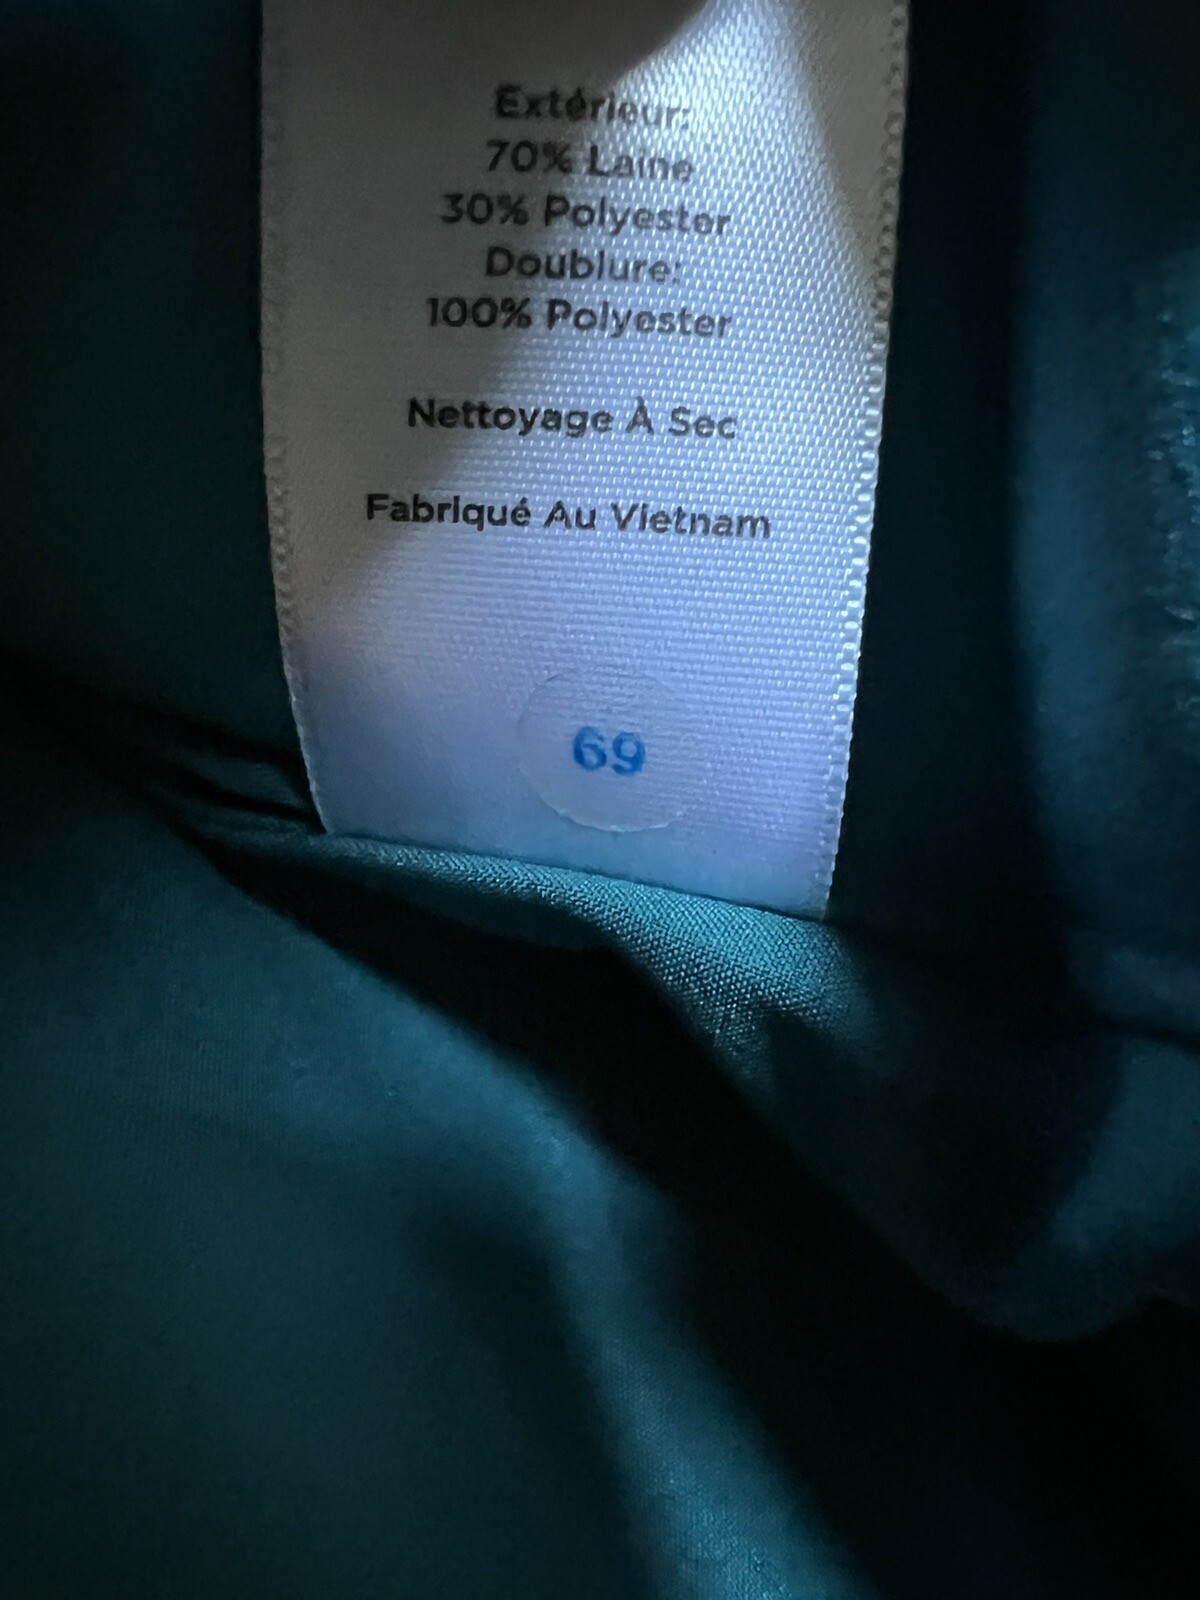 Extérieur:
70% Laine
30% Polyester
Doublure:
100% Polyester
Nettoyage À Sec
Fabriqué Au Vietnam
69